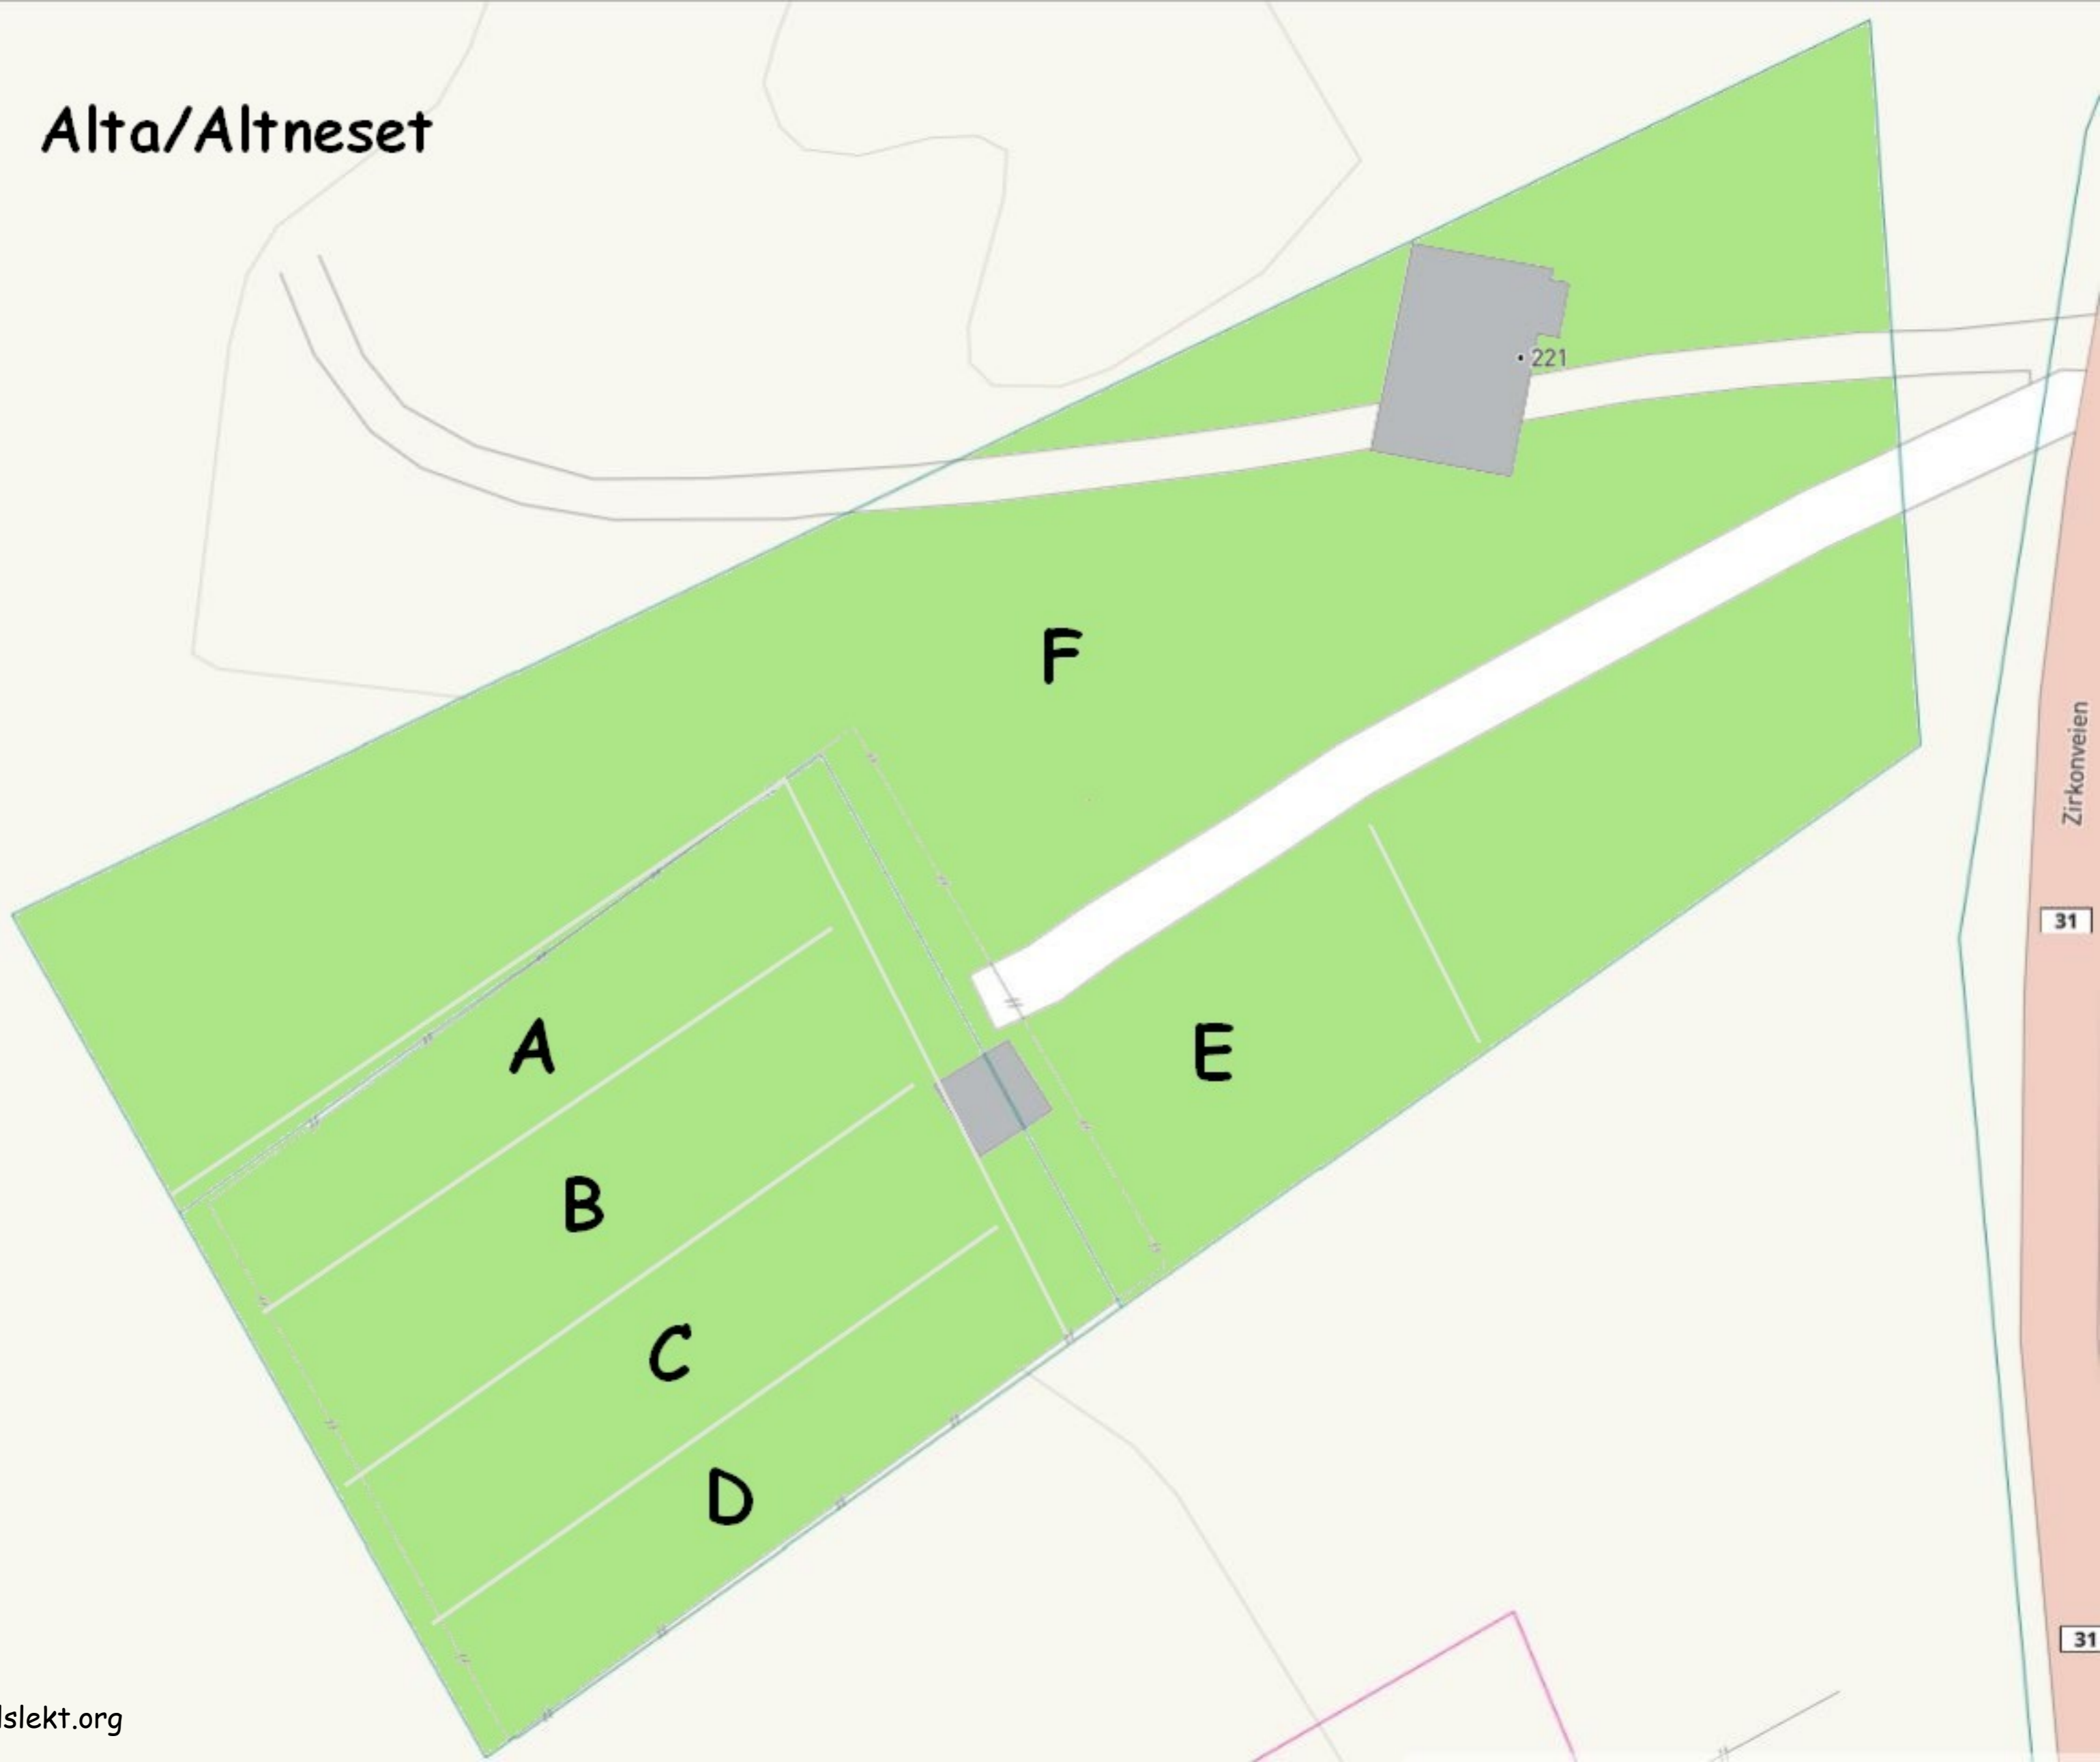 Alta/Altneset
221
F
Zirkonveien
31
A
E
B
C
D
31
lslekt.org